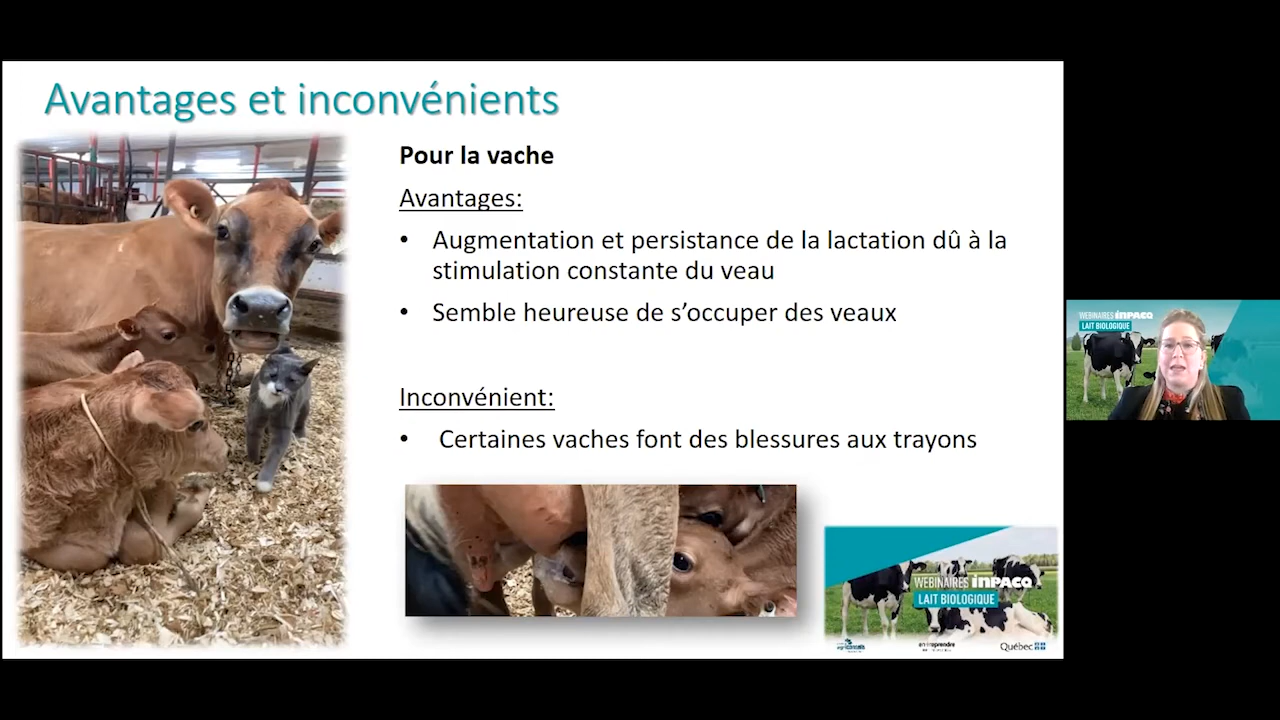 Avantages et inconvénients
Pour la vache
Avantages:
• Augmentation et persistance de la lactation dû à la
stimulation constante du veau
• Semble heureuse de s’occuper des veaux
Inconvénient:
• Certaines vaches font des blessures aux trayons
WEBINAIRES INPACQ
LAIT BIOLOGIQUE
WEBINAIRES INPACQ
LAIT BIOLOGIQUE
Québec